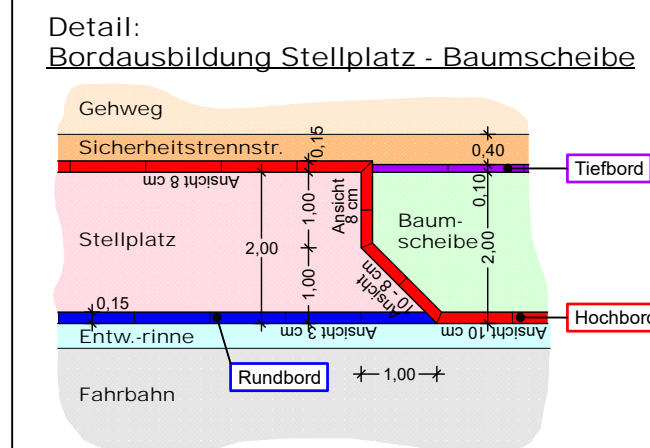 Detail:
Bordausbildung Stellplatz - Baumscheibe
Gehweg
Sicherheitstrennstr.
0,15
0,40
Tiefbord
Ansicht 8 cm
Ansicht
8 cm
0,10
1,00
Stellplatz
2,00
Baum-
scheibe
2,00
1,00
Ansicht
10 - 8 cm
0,15
Hochbord
Ansicht 3 cm
Ansicht 10 cm
Entw.-rinne
Rundbord
1,00
Fahrbahn